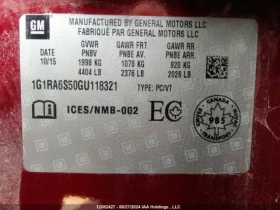 GM
MANUFACTURED BY GENERAL MOTORS LLC
FABRIQUÉ PAR GENERAL MOTORS LLC
GVWR GAWR FRT GAWR RR
DATE PNBV PNBE AV. PNBE ARR.
10/15 1998 KG 1078 KG 920 KG
4404 LB 2376 LB 2028 LB
1G1RA6S50GU118321 TYPE: PC/VT
ICES/NMB-002 EC
CANADA
985
TRANSPORT
12082427 - 06/27/2024 IAA Holdings, LLC